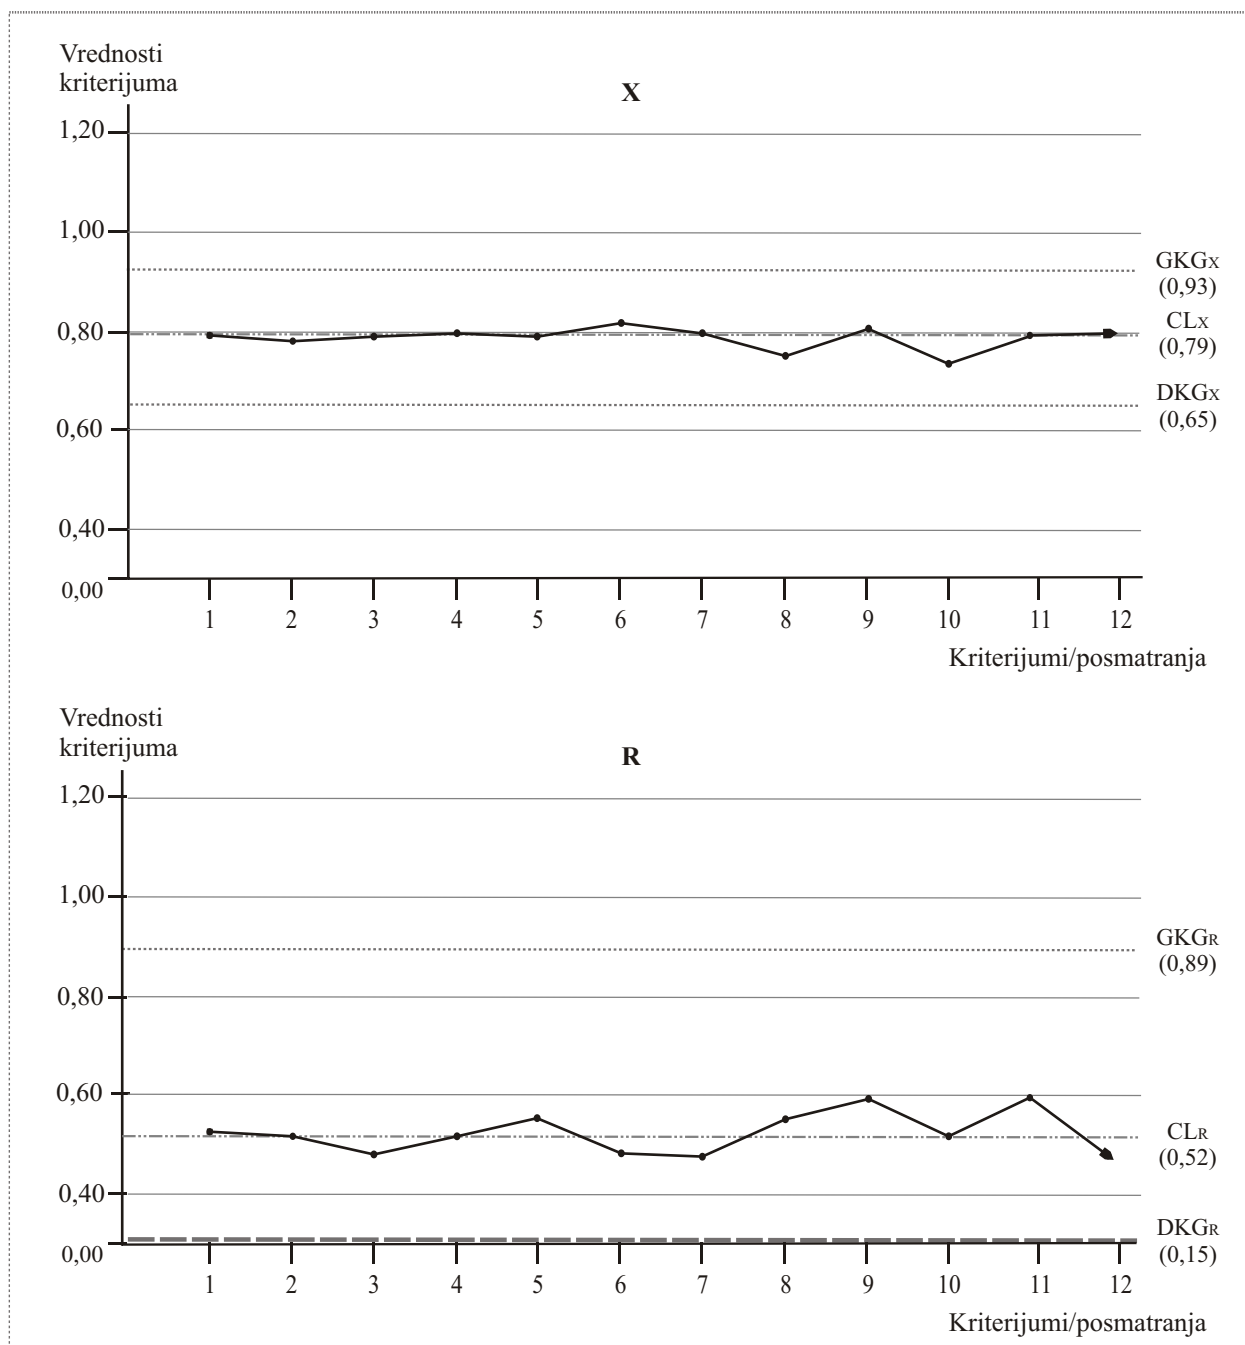 Vrednosti
kriterijuma
X
1,20
1,00
GKGX
(0,93)
0,80
CLX
(0,79)
DKGX
(0,65)
0,60
0,40
0,00
1 2 3 4 5 6 7 8 9 10 11 12
Kriterijumi/posmatranja
Vrednosti
kriterijuma
R
1,20
1,00
GKGR
(0,89)
0,80
0,60
CLR
(0,52)
0,40
DKGR
(0,15)
0,00
1 2 3 4 5 6 7 8 9 10 11 12
Kriterijumi/posmatranja